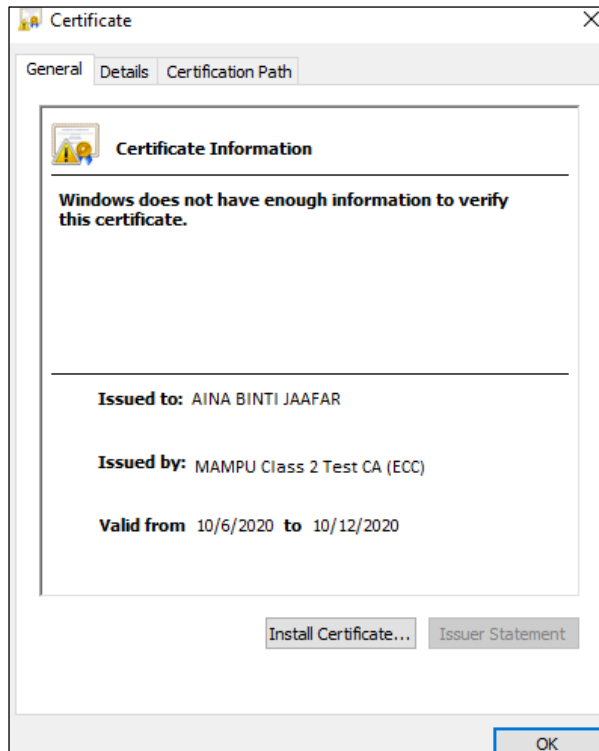 Certificate
General Details Certification Path
Certificate Information
Windows does not have enough information to verify
this certificate.
Issued to: AINA BINTI JAAFAR
Issued by: MAMPU Class 2 Test CA (ECC)
Valid from 10/6/2020 to 10/12/2020
Install Certificate... Issuer Statement
OK